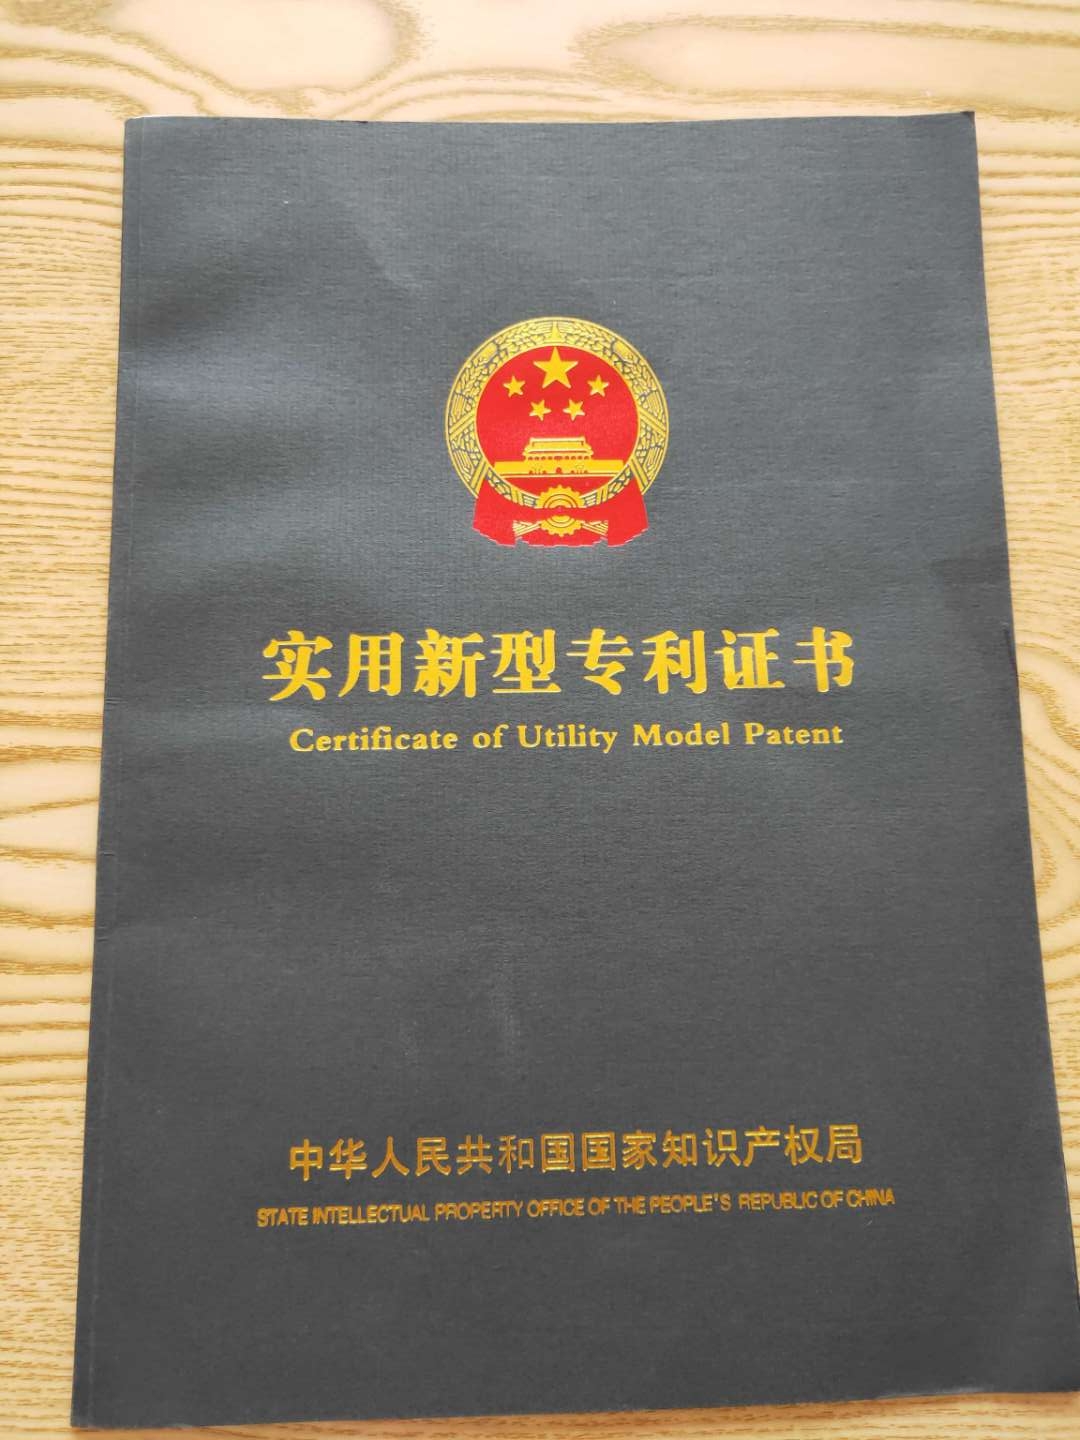 实用新型专利证书
Certificate of Utility Model Patent
中华人民共和国国家知识产权局
STATE INTELLECTUAL PROPERTY OFFICE OF THE PEOPLE'S REPUBLIC OF CHINA